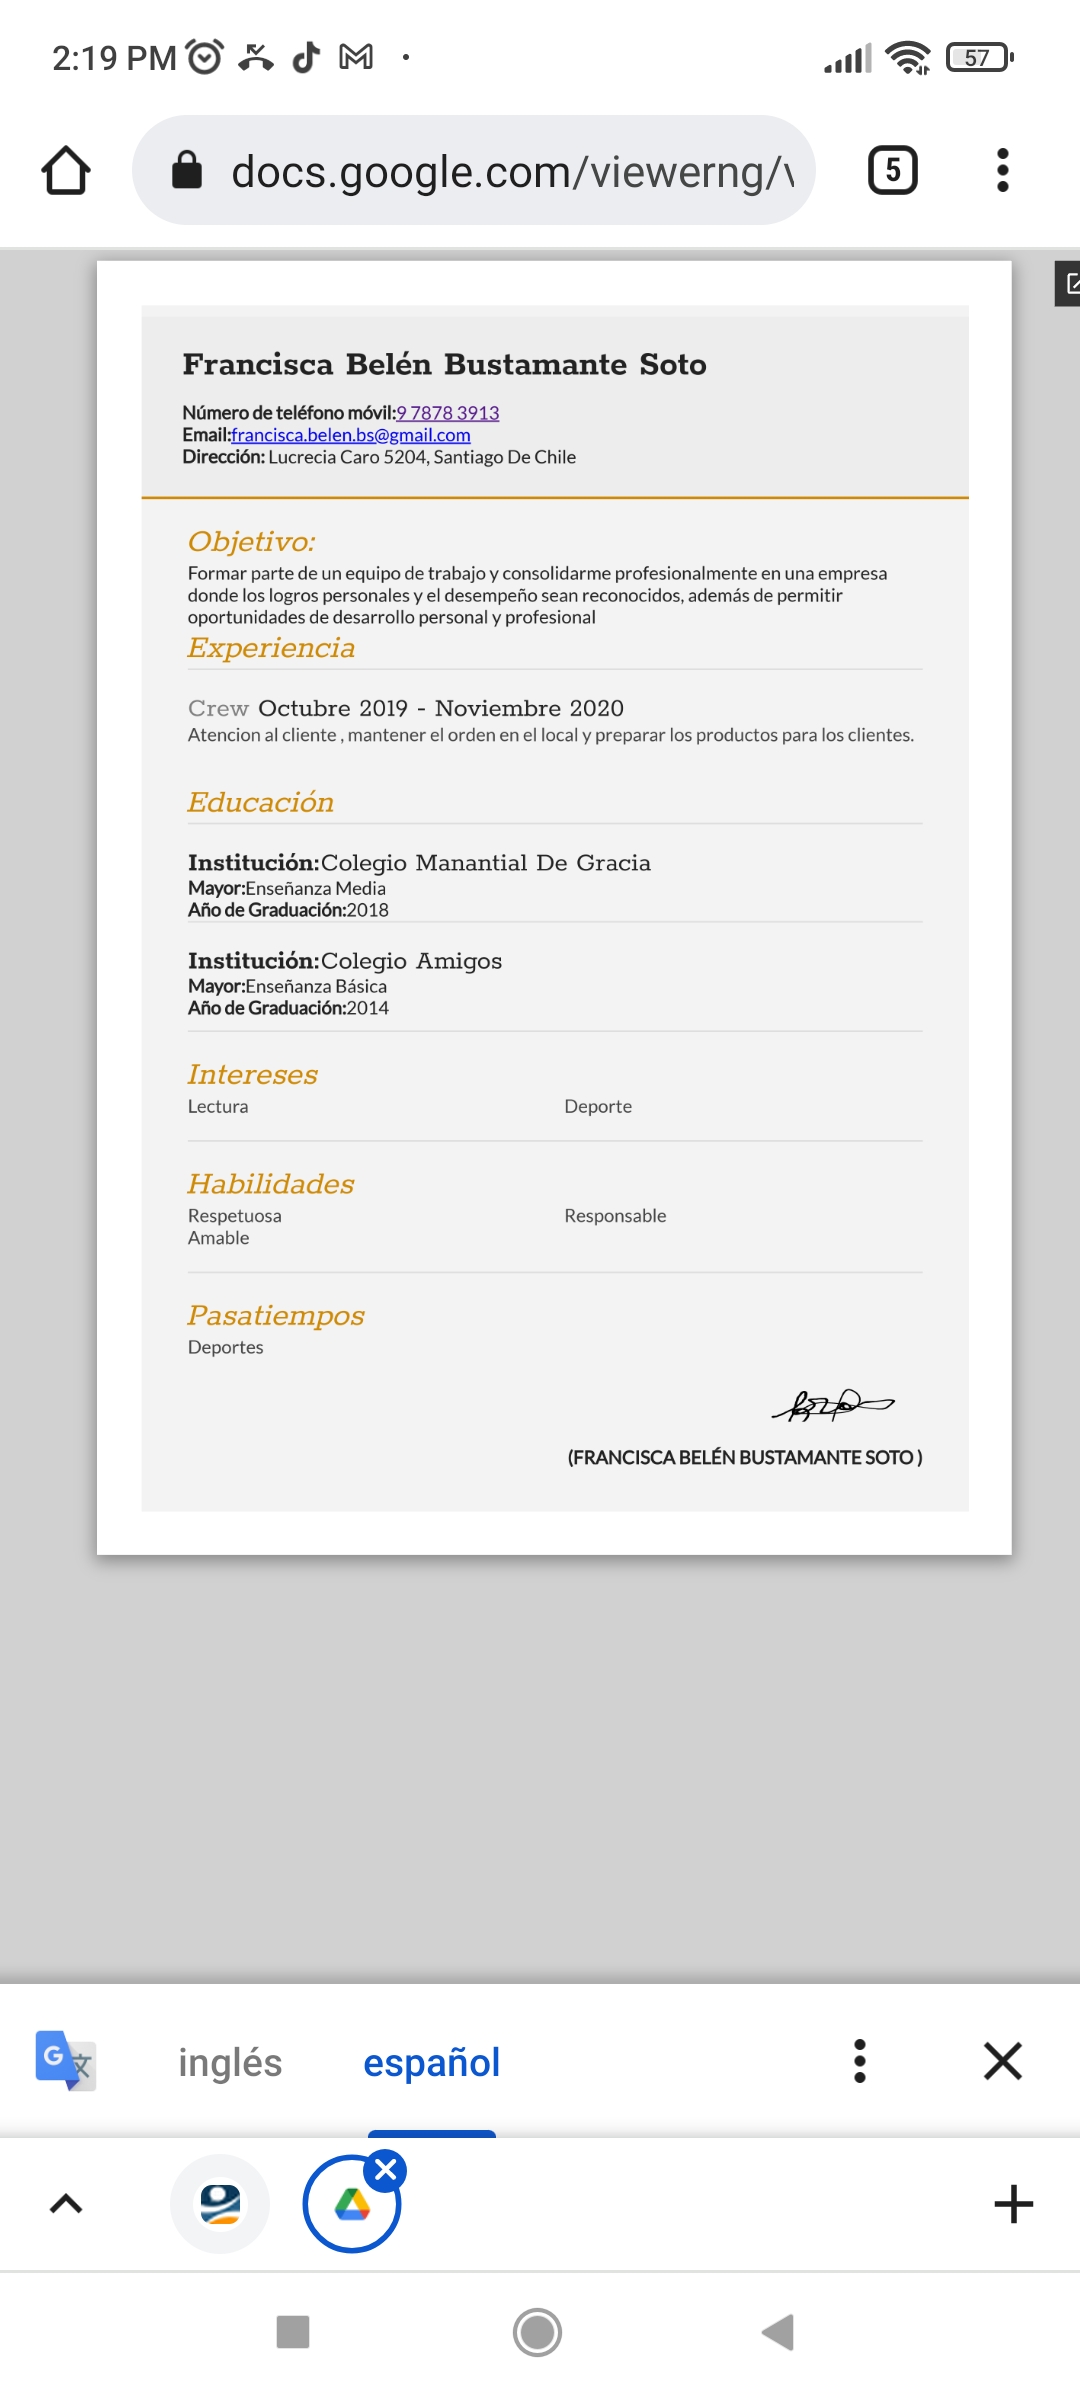 2:19 PM
57
docs.google.com/viewerng/v
5
Francisca Belén Bustamante Soto
Número de teléfono móvil:9 7878 3913
Email:francisca.belen.bs@gmail.com
Dirección: Lucrecia Caro 5204, Santiago De Chile
Objetivo:
Formar parte de un equipo de trabajo y consolidarme profesionalmente en una empresa
donde los logros personales y el desempeño sean reconocidos, además de permitir
oportunidades de desarrollo personal y profesional
Experiencia
Crew Octubre 2019 - Noviembre 2020
Atencion al cliente , mantener el orden en el local y preparar los productos para los clientes.
Educación
Institución:Colegio Manantial De Gracia
Mayor:Enseñanza Media
Año de Graduación:2018
Institución:Colegio Amigos
Mayor:Enseñanza Básica
Año de Graduación:2014
Intereses
Lectura Deporte
Habilidades
Respetuosa Responsable
Amable
Pasatiempos
Deportes
(FRANCISCA BELÉN BUSTAMANTE SOTO )
inglés español